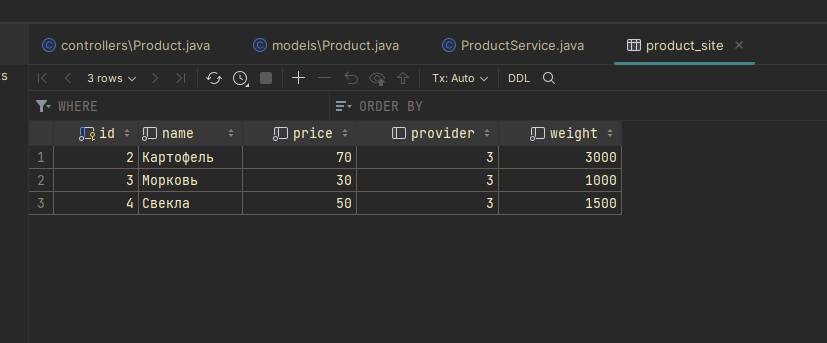 controllers\Product.java models\Product.java ProductService.java product_site
ts
3 rows Tx: Auto DDL
WHERE ORDER BY
id name price provider weight
1 2 Картофель 70 3 3000
2 3 Морковь 30 3 1000
3 4 Свекла 50 3 1500